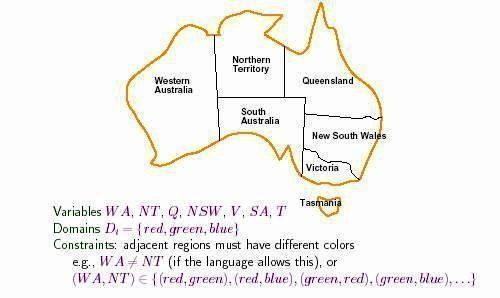 Northern
Territory
Western
Australia
Queensland
South
Australia
New South Wales
Victoria
Tasmania
Variables WA, NT, Q, NSW, V, SA, T
Domains Dᵢ = {red, green, blue}
Constraints: adjacent regions must have different colors
e.g., WA ≠ NT (if the language allows this), or
(WA, NT) ∈ {(red, green), (red, blue), (green, red), (green, blue), …}